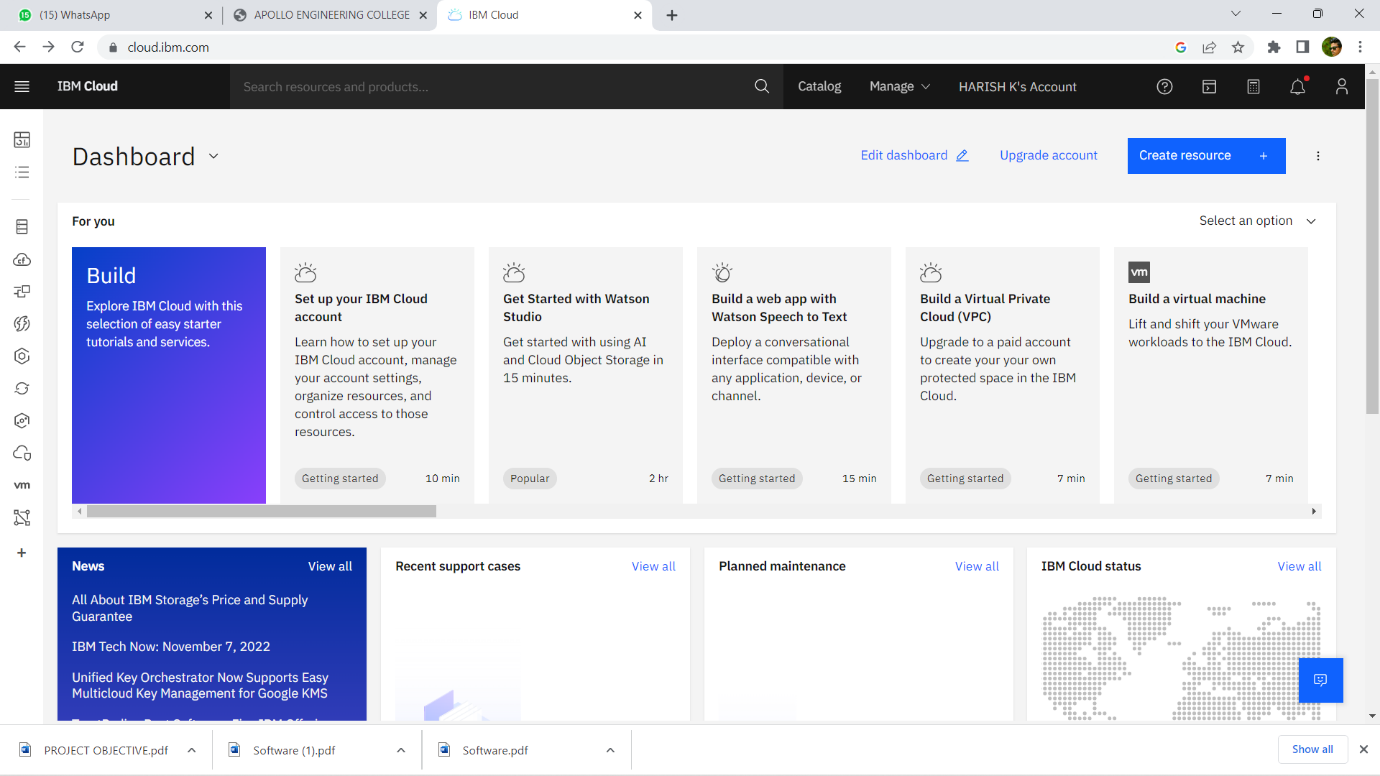 (15) WhatsApp
APOLLO ENGINEERING COLLEGE
IBM Cloud
cloud.ibm.com
IBM Cloud
Search resources and products...
Catalog
Manage
HARISH K's Account
Dashboard
Edit dashboard
Upgrade account
Create resource +
For you
Select an option
Build
Explore IBM Cloud with this
selection of easy starter
tutorials and services.
Set up your IBM Cloud
account
Learn how to set up your
IBM Cloud account, manage
your account settings,
organize resources, and
control access to those
resources.
Getting started
10 min
Get Started with Watson
Studio
Get started with using AI
and Cloud Object Storage in
15 minutes.
Popular
2 hr
Build a web app with
Watson Speech to Text
Deploy a conversational
interface compatible with
any application, device, or
channel.
Getting started
15 min
Build a Virtual Private
Cloud (VPC)
Upgrade to a paid account
to create your your own
protected space in the IBM
Cloud.
Getting started
7 min
vm
Build a virtual machine
Lift and shift your VMware
workloads to the IBM Cloud.
Getting started
7 min
vm
News
View all
All About IBM Storage's Price and Supply
Guarantee
IBM Tech Now: November 7, 2022
Unified Key Orchestrator Now Supports Easy
Multicloud Key Management for Google KMS
Recent support cases
View all
Planned maintenance
View all
IBM Cloud status
View all
PROJECT OBJECTIVE.pdf
Software (1).pdf
Software.pdf
Show all